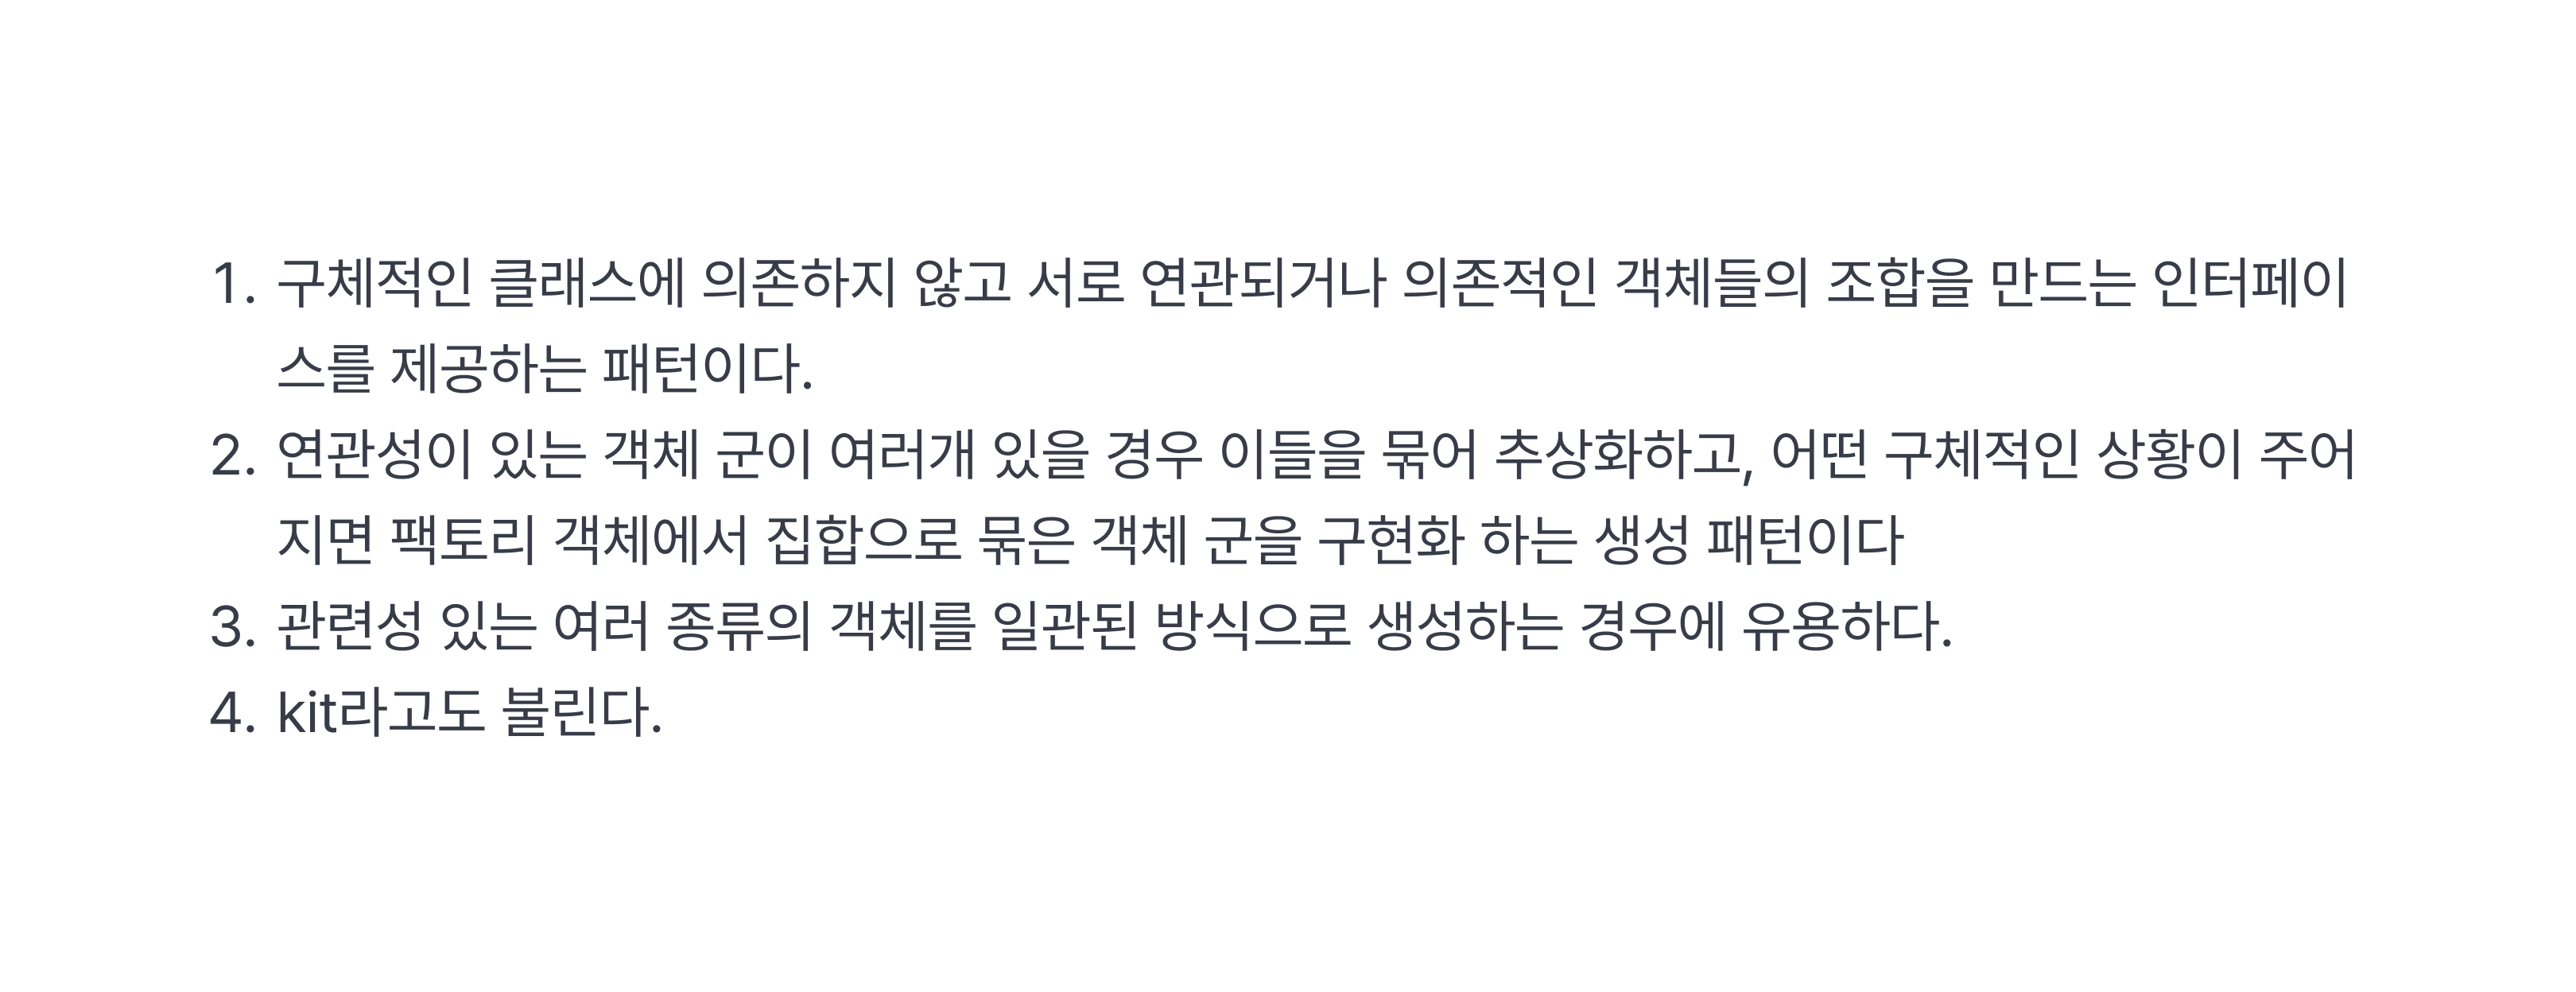 1. 구체적인 클래스에 의존하지 않고 서로 연관되거나 의존적인 객체들의 조합을 만드는 인터페이
스를 제공하는 패턴이다.
2. 연관성이 있는 객체 군이 여러개 있을 경우 이들을 묶어 추상화하고, 어떤 구체적인 상황이 주어
지면 팩토리 객체에서 집합으로 묶은 객체 군을 구현화 하는 생성 패턴이다
3. 관련성 있는 여러 종류의 객체를 일관된 방식으로 생성하는 경우에 유용하다.
4. kit라고도 불린다.